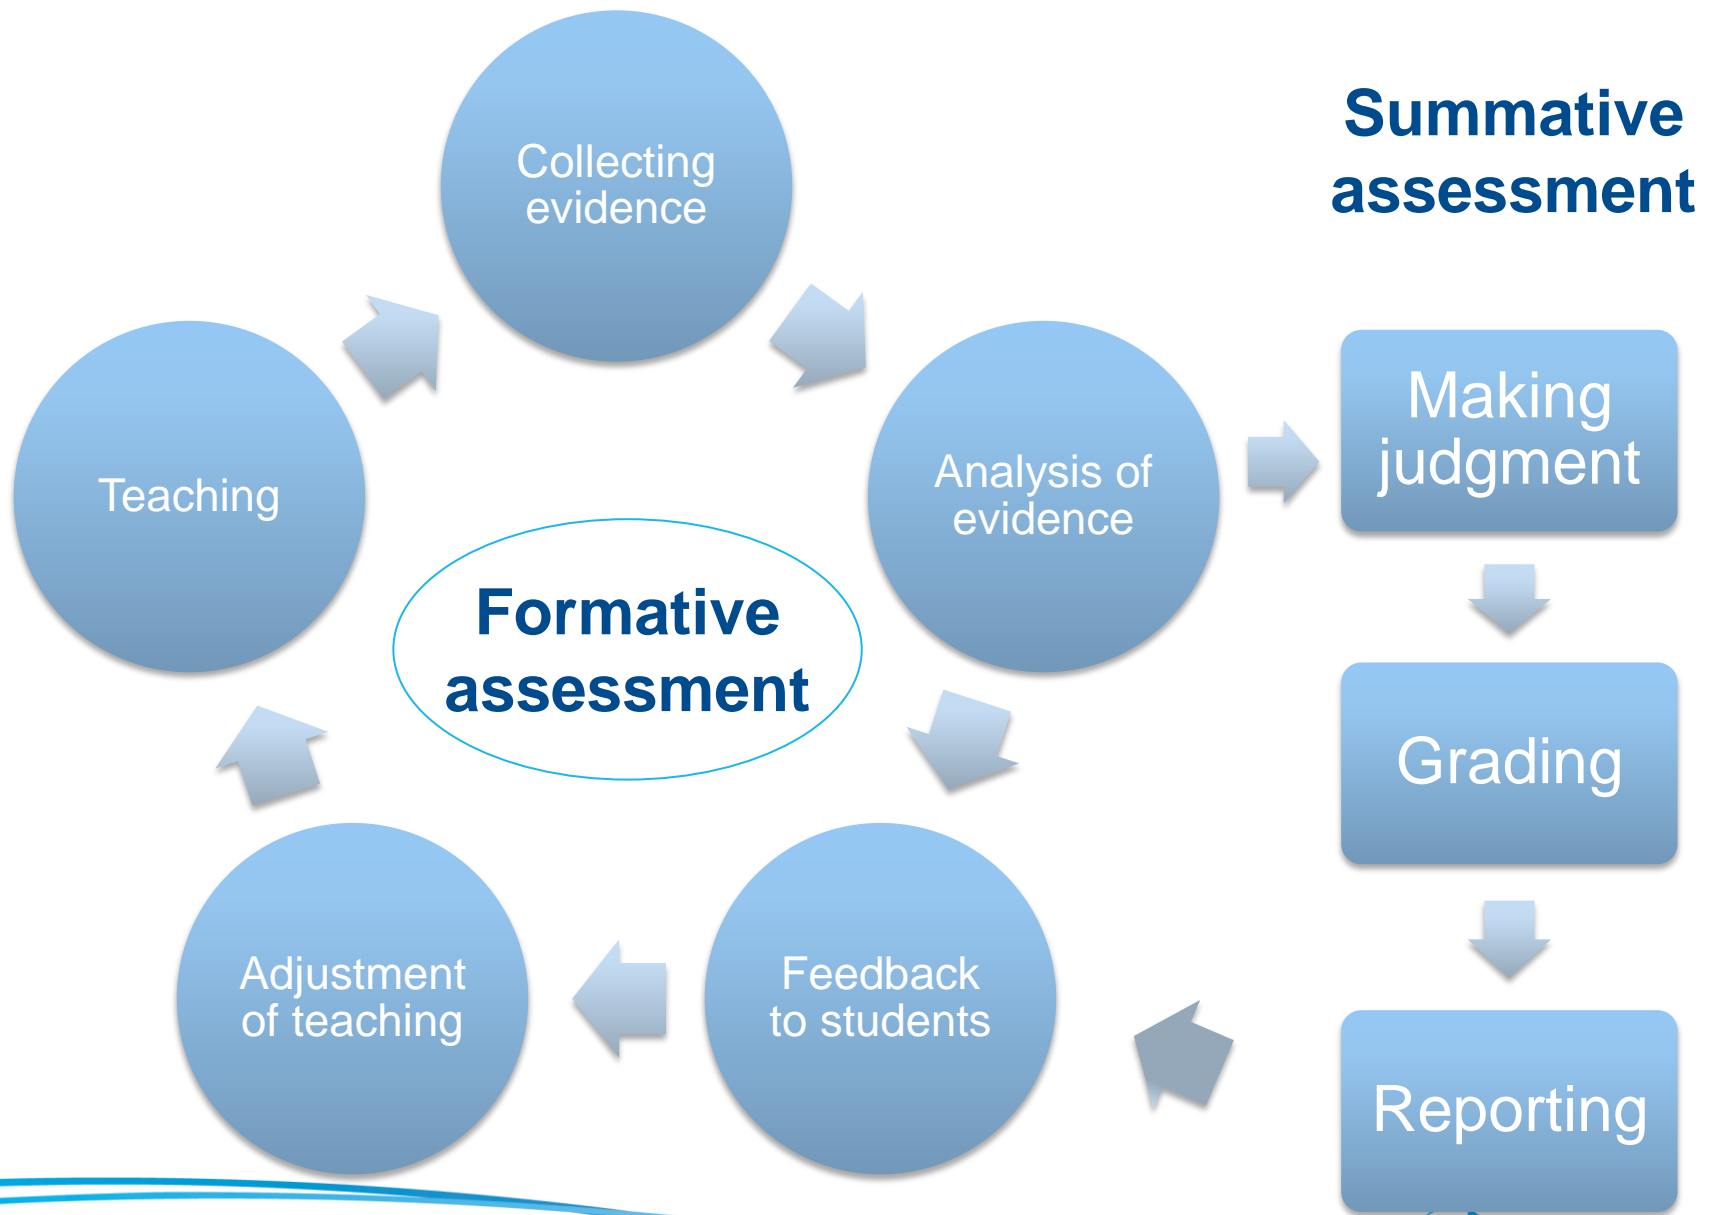 Collecting
evidence
Summative
assessment
Teaching
Analysis of
evidence
Making
judgment
Formative
assessment
Grading
Adjustment
of teaching
Feedback
to students
Reporting